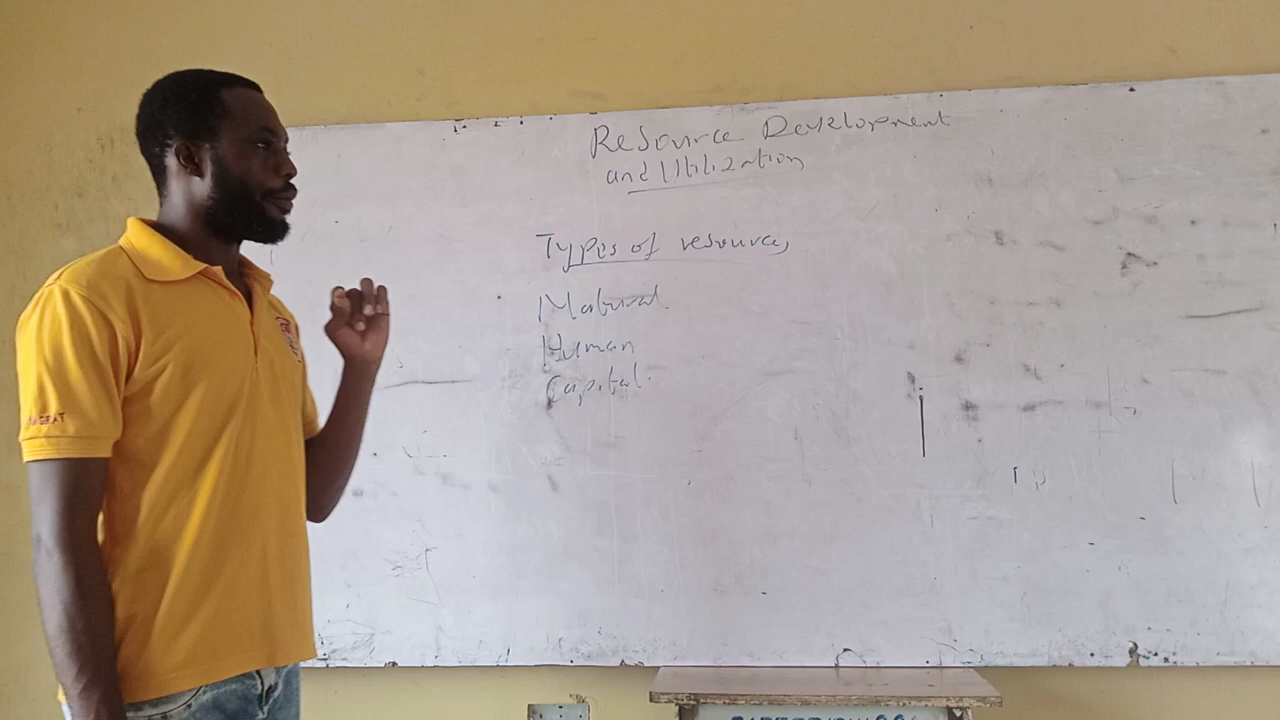 Resource Development
and Utilization
Types of resources
Natural
Human
Capital.